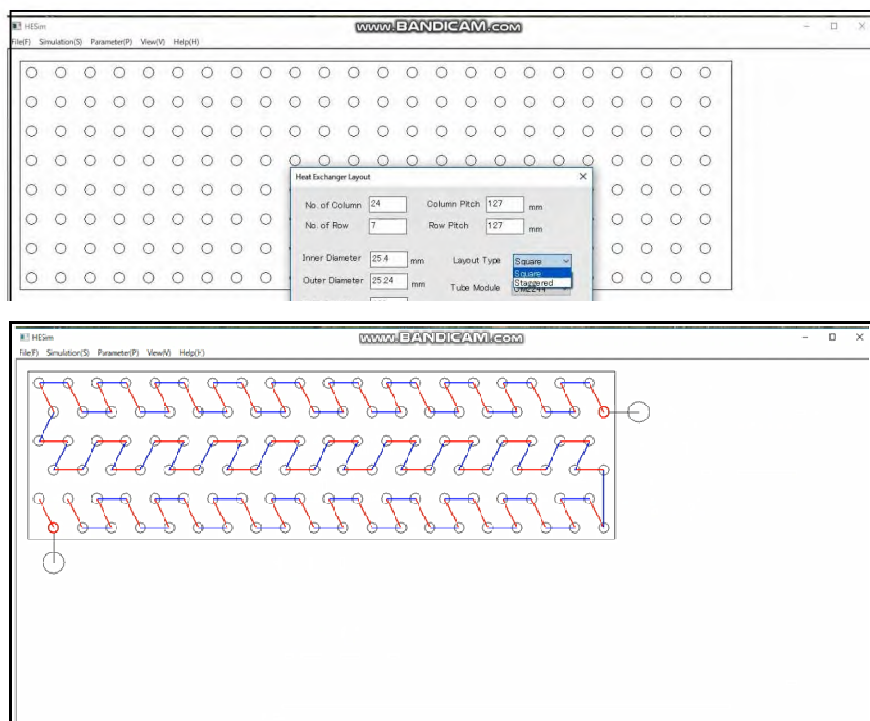 HESim
www.BANDICAM.com
File(F) Simulation(S) Parameter(P) View(V) Help(H)
Heat Exchanger Layout
No. of Column 24 Column Pitch 127 mm
No. of Row 7 Row Pitch 127 mm
Inner Diameter 25.4 mm Layout Type Square
Square
Outer Diameter 25.24 mm Staggered
Tube Module
HESim
www.BANDICAM.com
File(F) Simulation(S) Parameter(P) View(V) Help(H)